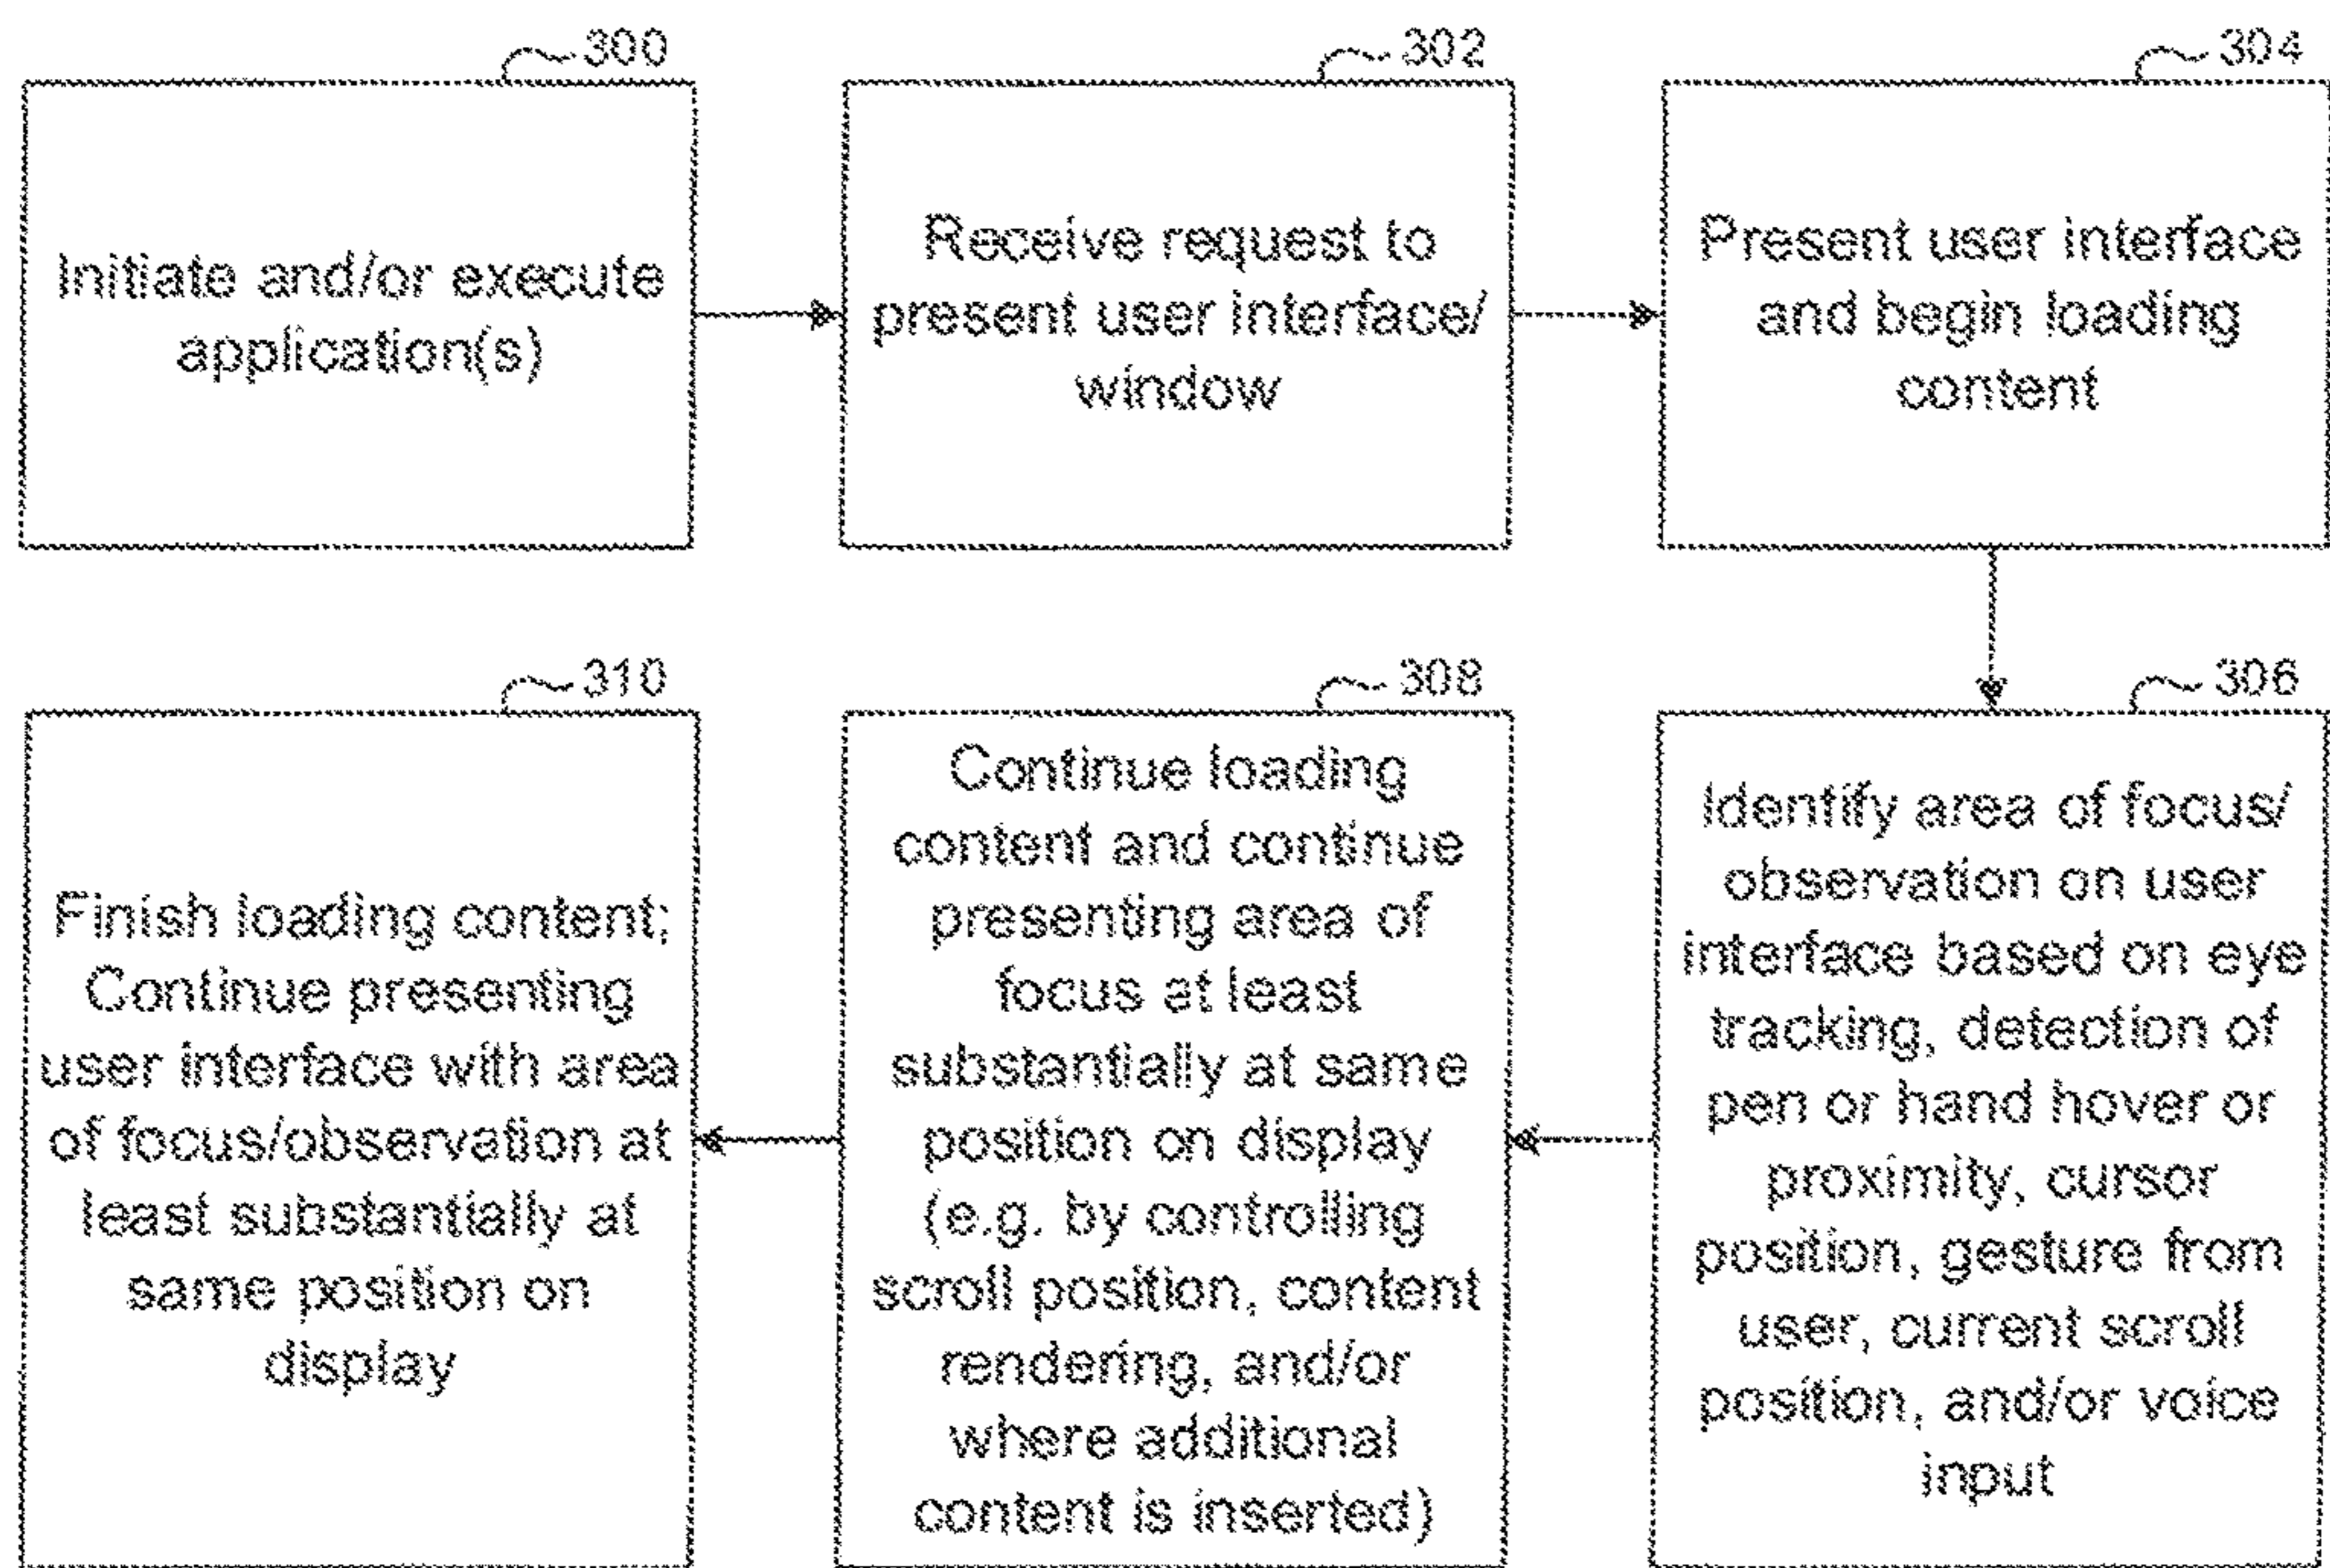 300
Initiate and/or execute
application(s)
302
Receive request to
present user interface/
window
304
Present user interface
and begin loading
content
306
Identify area of focus/
observation on user
interface based on eye
tracking, detection of
pen or hand hover or
proximity, cursor
position, gesture from
user, current scroll
position, and/or voice
input
308
Continue loading
content and continue
presenting area of
focus at least
substantially at same
position on display
(e.g. by controlling
scroll position, content
rendering, and/or
where additional
content is inserted)
310
Finish loading content;
Continue presenting
user interface with area
of focus/observation at
least substantially at
same position on
display